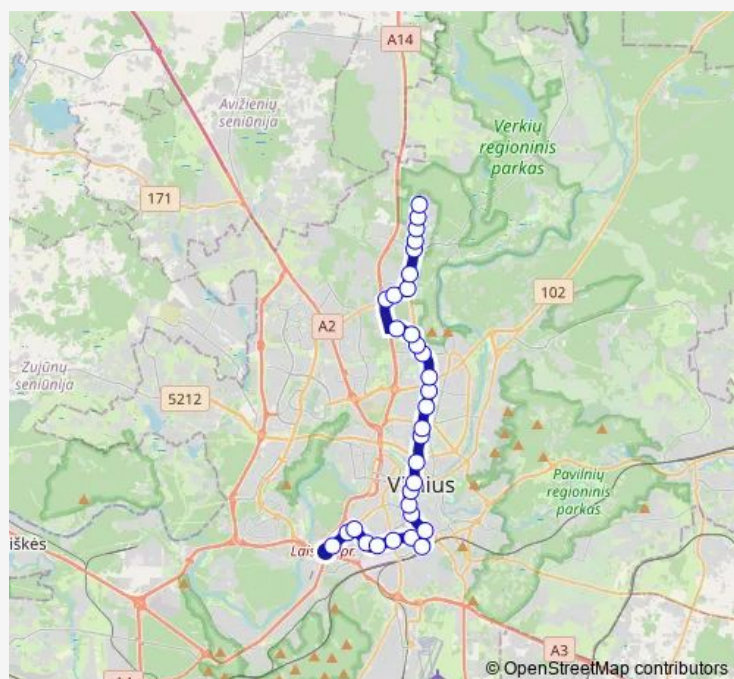 A14
Avižienių
seniūnija
Verkių
regioninis
parkas
171
102
A2
Zujūnų
seniūnija
5212
Vilnius
Pavilnių
regioninis
parkas
iškės
pr.
A3
© OpenStreetMap contributors